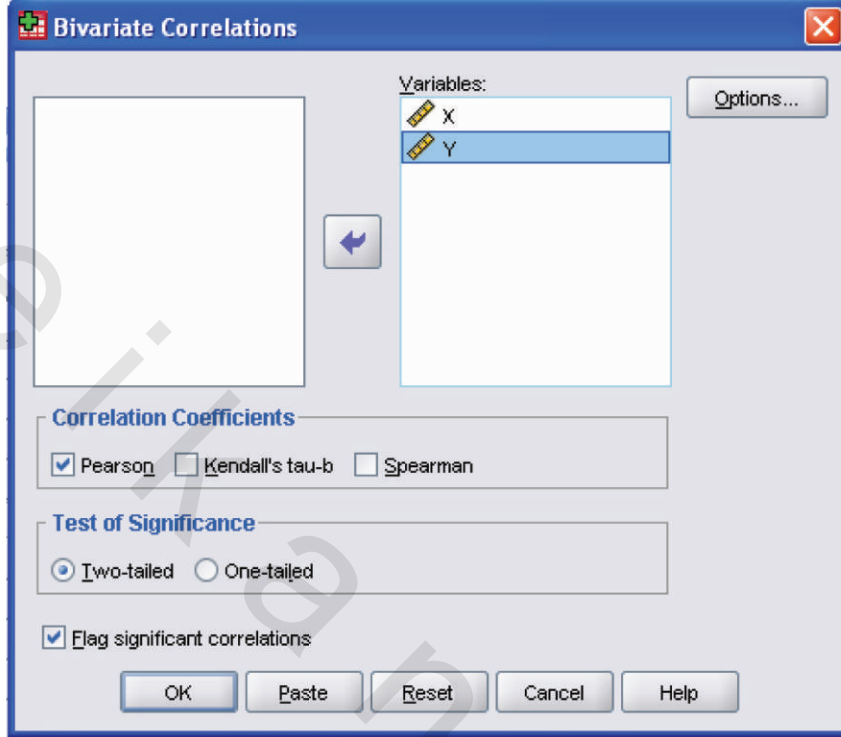 Bivariate Correlations
Variables:
X
Y
Options...
Correlation Coefficients
Pearson Kendall's tau-b Spearman
Test of Significance
Two-tailed One-tailed
Flag significant correlations
OK Paste Reset Cancel Help
e i k a n